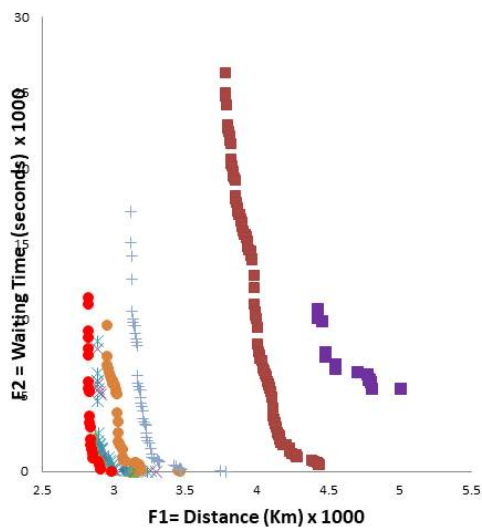 30
15
0
F2 = Waiting Time (seconds) x 1000
2.5 3 3.5 4 4.5 5 5.5
F1= Distance (Km) x 1000